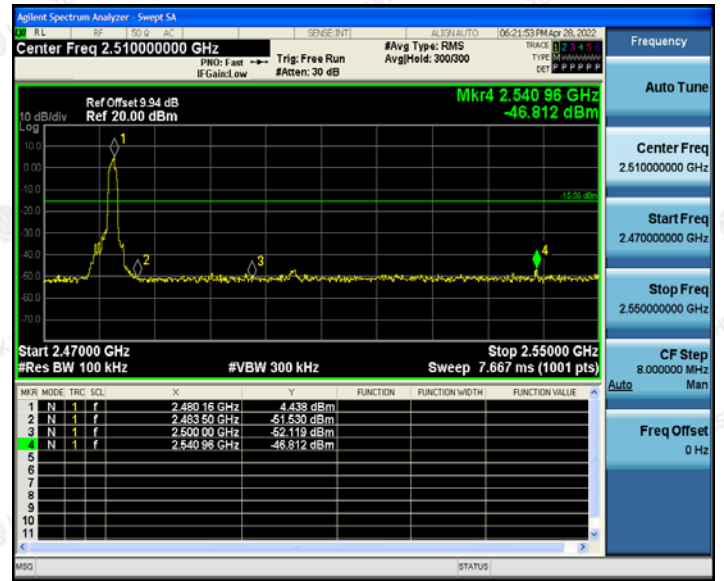 Agilent Spectrum Analyzer - Swept SA
RL RF 50 Ω AC SENSE:INT ALIGNAUTO 06:21:53 PM Apr 28, 2022
Center Freq 2.510000000 GHz #Avg Type: RMS TRACE 1 2 3 4 5 6
PNO: Fast Trig: Free Run Avg|Hold: 300/300 TYPE M
IFGain:Low #Atten: 30 dB DET P P P P P P
Mkr4 2.540 96 GHz
-46.812 dBm
Ref Offset 9.94 dB
10 dB/div Ref 20.00 dBm
Log
10.0
0.00
-10.0
-20.0
-30.0
-40.0
-50.0
-60.0
-70.0
1
2
3
4
-15.56 dBm
Start 2.47000 GHz Stop 2.55000 GHz
#Res BW 100 kHz #VBW 300 kHz Sweep 7.667 ms (1001 pts)
MKR MODE TRC SCL X Y FUNCTION FUNCTION WIDTH FUNCTION VALUE
1 N 1 f 2.480 16 GHz 4.438 dBm
2 N 1 f 2.483 50 GHz -51.530 dBm
3 N 1 f 2.500 00 GHz -52.119 dBm
4 N 1 f 2.540 96 GHz -46.812 dBm
5
6
7
8
9
10
11
MSG STATUS
Frequency
Auto Tune
Center Freq
2.510000000 GHz
Start Freq
2.470000000 GHz
Stop Freq
2.550000000 GHz
CF Step
8.000000 MHz
Auto Man
Freq Offset
0 Hz